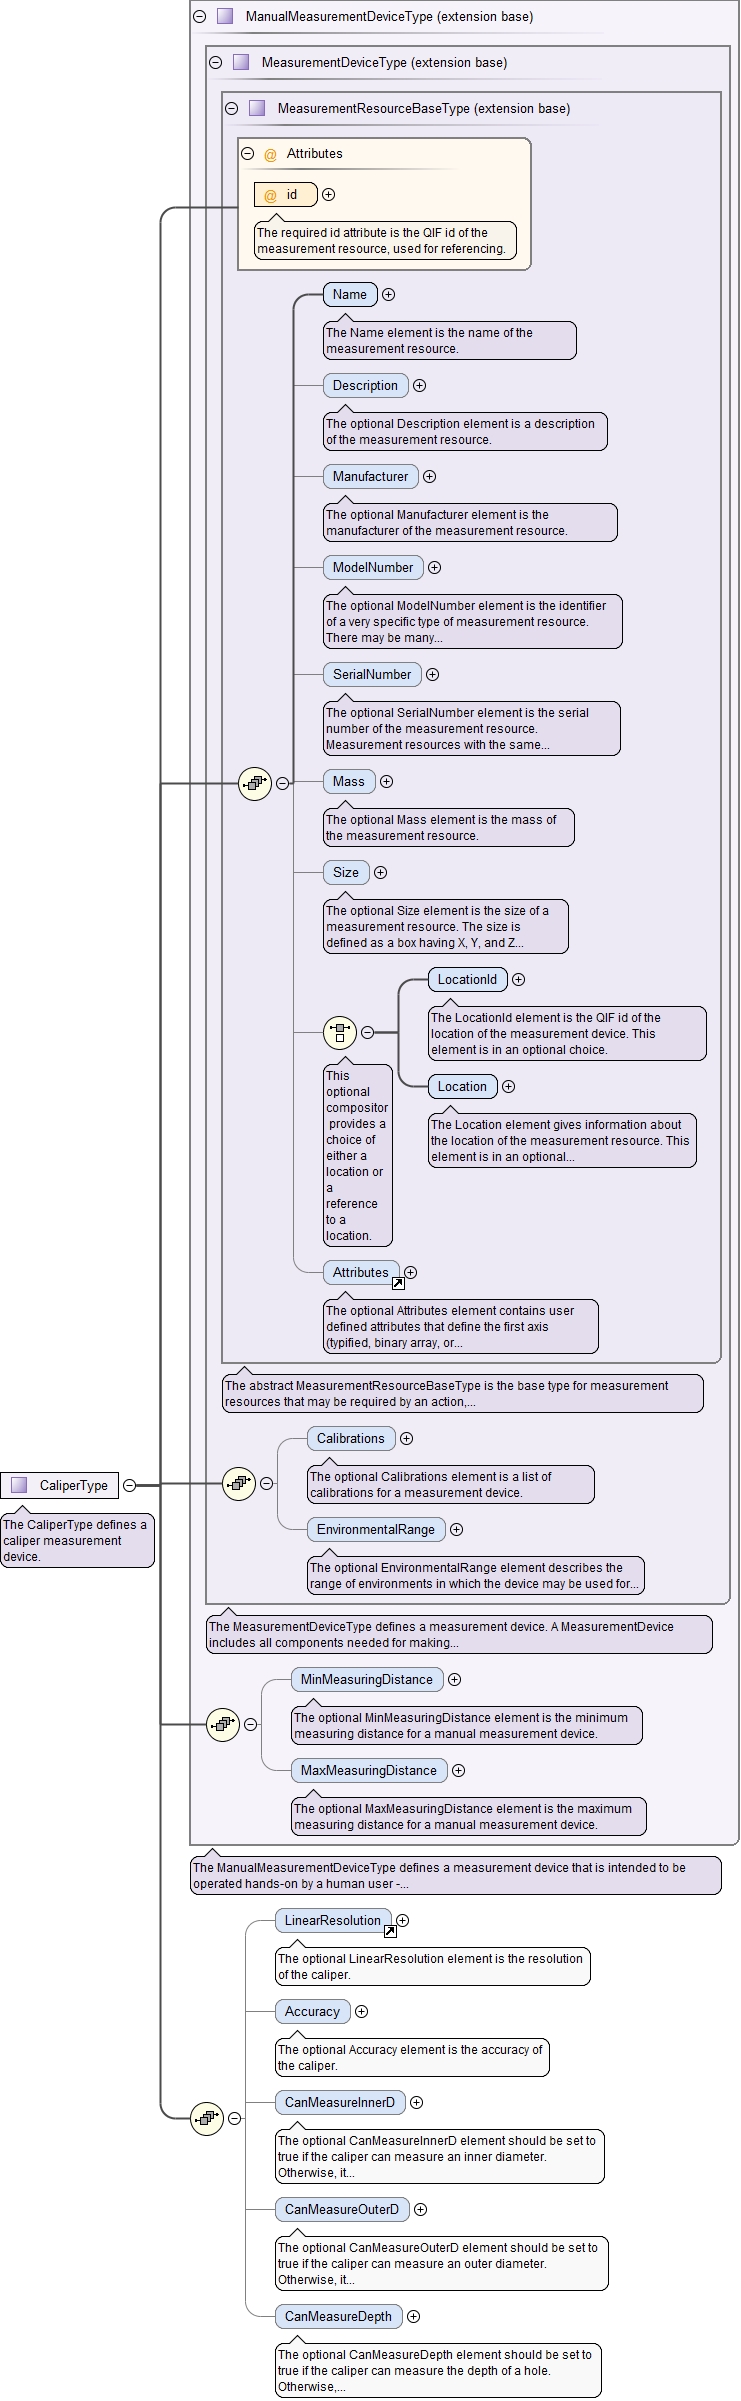 ManualMeasurementDeviceType (extension base)
MeasurementDeviceType (extension base)
MeasurementResourceBaseType (extension base)
@ Attributes
@ id
The required id attribute is the QIF id of the
measurement resource, used for referencing.
Name
The Name element is the name of the
measurement resource.
Description
The optional Description element is a description
of the measurement resource.
Manufacturer
The optional Manufacturer element is the
manufacturer of the measurement resource.
ModelNumber
The optional ModelNumber element is the identifier
of a very specific type of measurement resource.
There may be many...
SerialNumber
The optional SerialNumber element is the serial
number of the measurement resource.
Measurement resources with the same...
Mass
The optional Mass element is the mass of
the measurement resource.
Size
The optional Size element is the size of a
measurement resource. The size is
defined as a box having X, Y, and Z...
LocationId
The LocationId element is the QIF id of the
location of the measurement device. This
element is in an optional choice.
This
optional
compositor
provides a
choice of
either a
location or
a
reference
to a
location.
Location
The Location element gives information about
the location of the measurement resource. This
element is in an optional...
Attributes
The optional Attributes element contains user
defined attributes that define the first axis
(typified, binary array, or...
The abstract MeasurementResourceBaseType is the base type for measurement
resources that may be required by an action,...
Calibrations
The optional Calibrations element is a list of
calibrations for a measurement device.
CaliperType
The CaliperType defines a
caliper measurement
device.
EnvironmentalRange
The optional EnvironmentalRange element describes the
range of environments in which the device may be used for...
The MeasurementDeviceType defines a measurement device. A MeasurementDevice
includes all components needed for making...
MinMeasuringDistance
The optional MinMeasuringDistance element is the minimum
measuring distance for a manual measurement device.
MaxMeasuringDistance
The optional MaxMeasuringDistance element is the maximum
measuring distance for a manual measurement device.
The ManualMeasurementDeviceType defines a measurement device that is intended to be
operated hands-on by a human user -...
LinearResolution
The optional LinearResolution element is the resolution
of the caliper.
Accuracy
The optional Accuracy element is the accuracy of
the caliper.
CanMeasureInnerD
The optional CanMeasureInnerD element should be set to
true if the caliper can measure an inner diameter.
Otherwise, it...
CanMeasureOuterD
The optional CanMeasureOuterD element should be set to
true if the caliper can measure an outer diameter.
Otherwise, it...
CanMeasureDepth
The optional CanMeasureDepth element should be set to
true if the caliper can measure the depth of a hole.
Otherwise,...